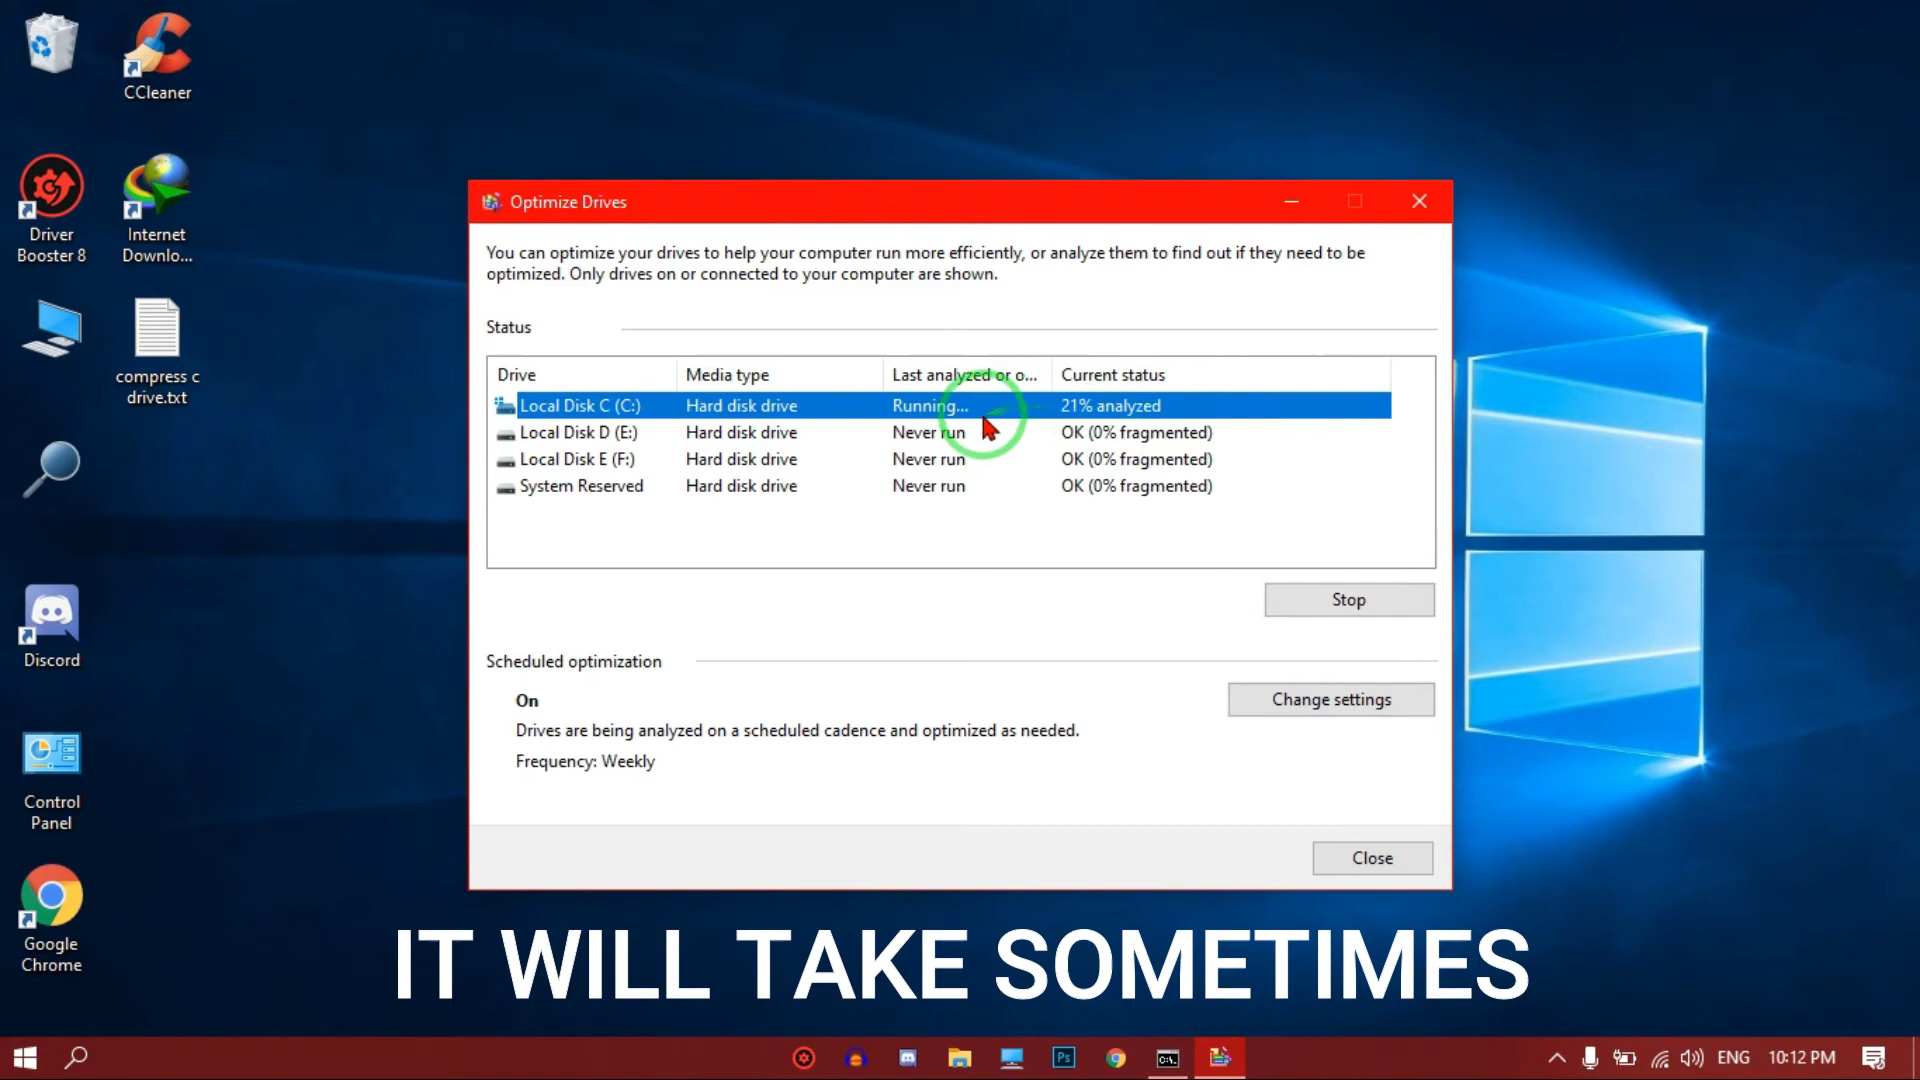 CCleaner
Driver
Booster 8
Internet
Downlo...
compress c
drive.txt
Discord
Control
Panel
Google
Chrome
Optimize Drives
You can optimize your drives to help your computer run more efficiently, or analyze them to find out if they need to be
optimized. Only drives on or connected to your computer are shown.
Status
Drive Media type Last analyzed or o... Current status
Local Disk C (C:) Hard disk drive Running... 21% analyzed
Local Disk D (E:) Hard disk drive Never run OK (0% fragmented)
Local Disk E (F:) Hard disk drive Never run OK (0% fragmented)
System Reserved Hard disk drive Never run OK (0% fragmented)
Stop
Scheduled optimization
On
Change settings
Drives are being analyzed on a scheduled cadence and optimized as needed.
Frequency: Weekly
Close
IT WILL TAKE SOMETIMES
Ps
C:\.
ENG
10:12 PM